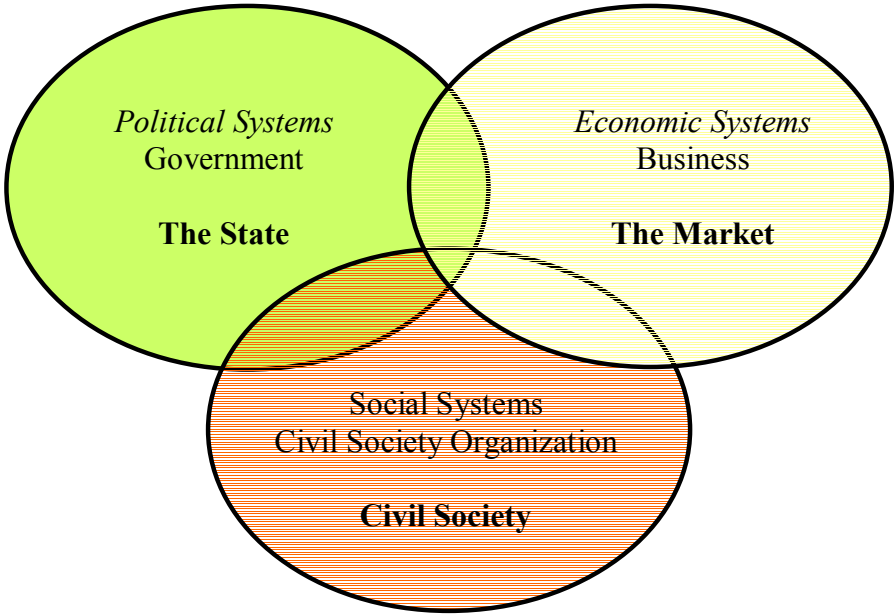 Political Systems
Government
The State
Economic Systems
Business
The Market
Social Systems
Civil Society Organization
Civil Society